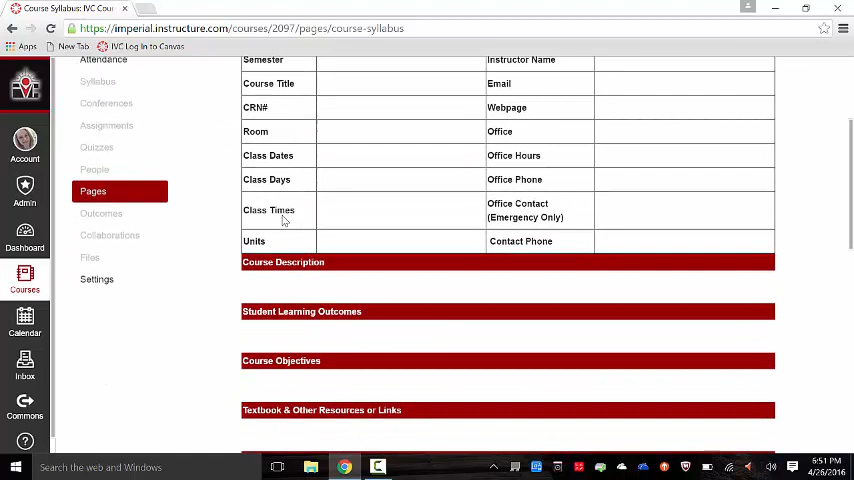 Course Syllabus: IVC Cou
https://imperial.instructure.com/courses/2097/pages/course-syllabus
Apps New Tab IVC Log In to Canvas
Attendance
Syllabus
Conferences
Assignments
Quizzes
People
Pages
Outcomes
Collaborations
Files
Settings
IVC
Account
Admin
Dashboard
Courses
Calendar
Inbox
Commons
Semester Instructor Name
Course Title Email
CRN# Webpage
Room Office
Class Dates Office Hours
Class Days Office Phone
Class Times Office Contact
(Emergency Only)
Units Contact Phone
Course Description
Student Learning Outcomes
Course Objectives
Textbook & Other Resources or Links
Search the web and Windows
6:51 PM
4/26/2016